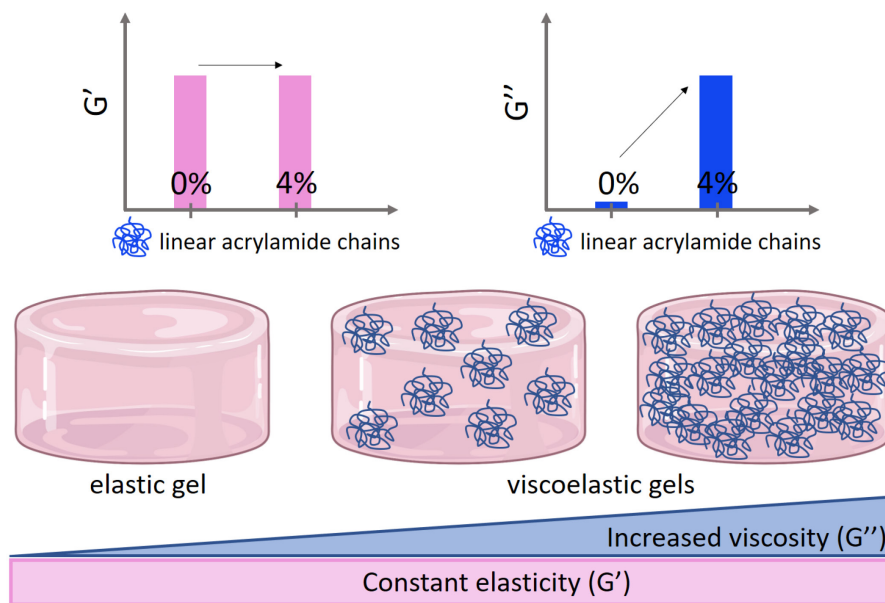 G’
0% 4%
linear acrylamide chains
G’’
0% 4%
linear acrylamide chains
elastic gel
viscoelastic gels
Increased viscosity (G’’)
Constant elasticity (G’)